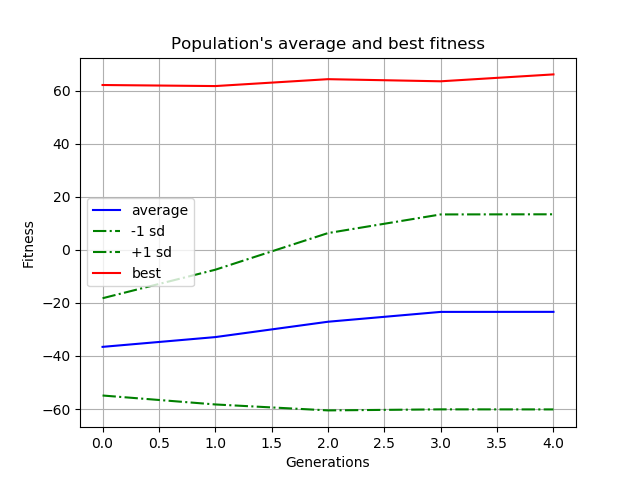 Population's average and best fitness
Fitness
60
40
20
0
−20
−40
−60
average
-1 sd
+1 sd
best
0.0 0.5 1.0 1.5 2.0 2.5 3.0 3.5 4.0
Generations